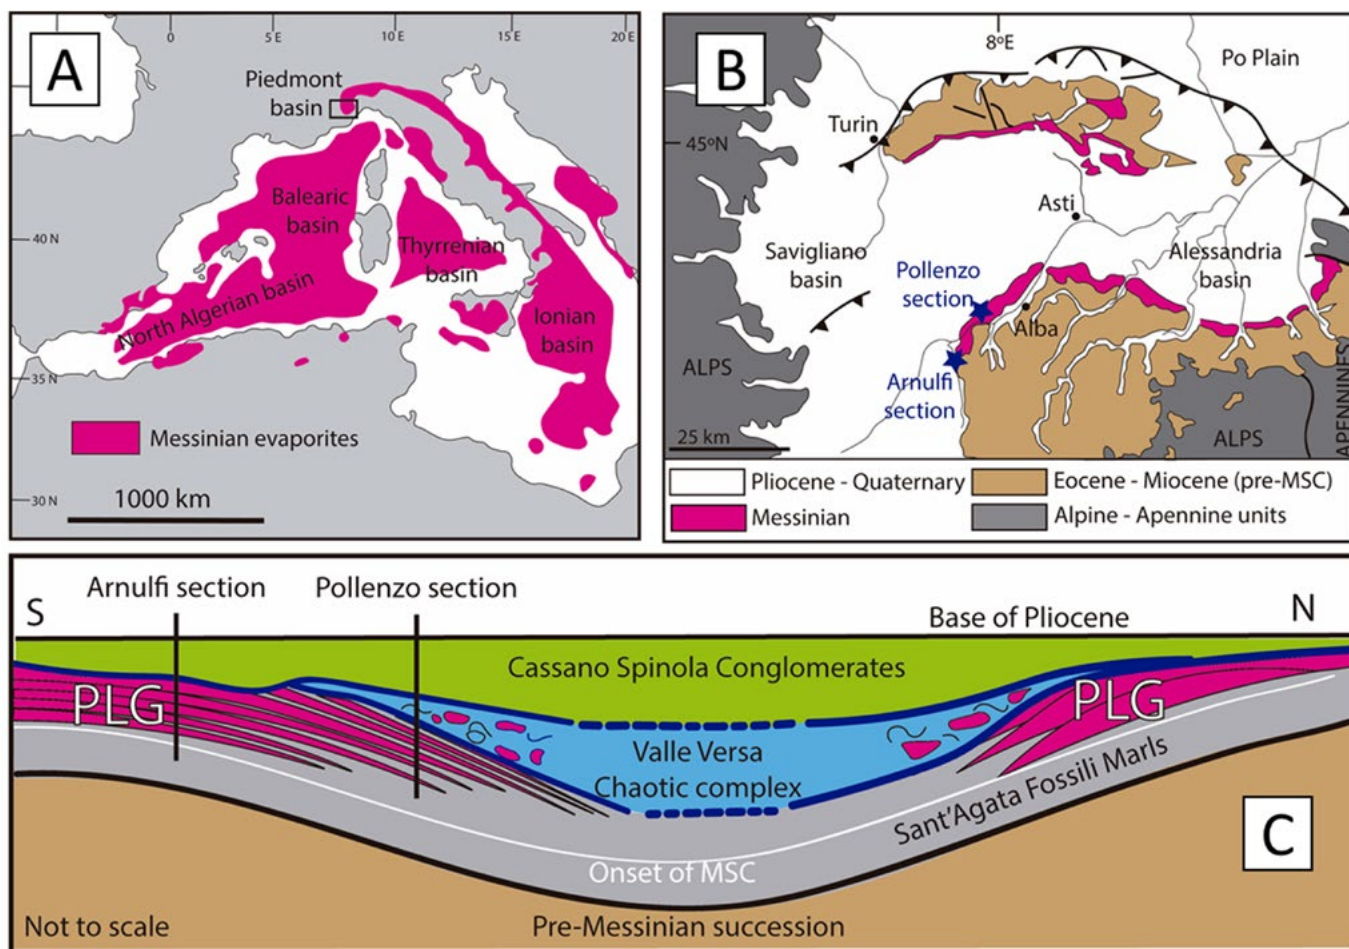 A
0
5 E
10 E
15 E
20 E
Piedmont
basin
40 N
Balearic
basin
Thyrrenian
basin
North Algerian basin
Ionian
basin
35 N
Messinian evaporites
1000 km
30 N
B
8ºE
Po Plain
Turin
45ºN
Asti
Savigliano
basin
Pollenzo
section
Alessandria
basin
Alba
ALPS
Arnulfi
section
25 km
ALPS
APENNINES
Pliocene - Quaternary
Eocene - Miocene (pre-MSC)
Messinian
Alpine - Apennine units
Arnulfi section
Pollenzo section
S
Base of Pliocene
N
Cassano Spinola Conglomerates
PLG
PLG
Valle Versa
Chaotic complex
Sant'Agata Fossili Marls
C
Onset of MSC
Not to scale
Pre-Messinian succession